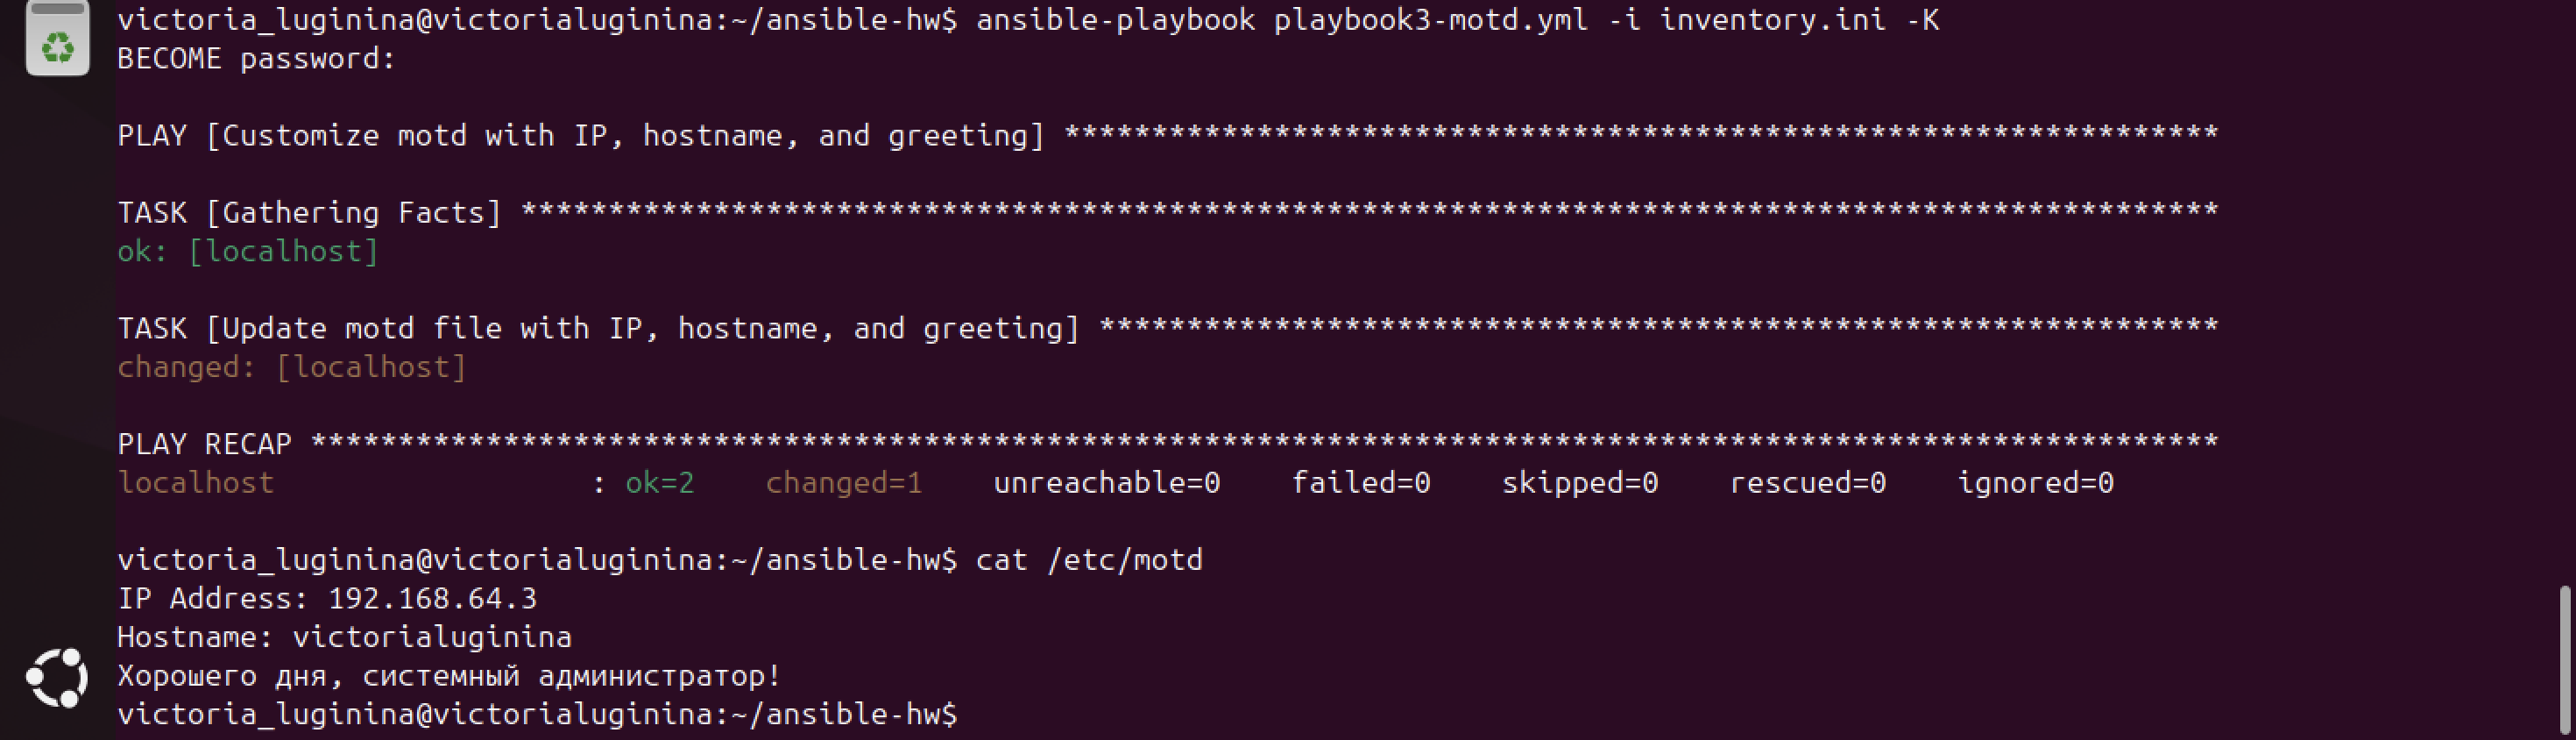 victoria_luginina@victorialuginina:~/ansible-hw$ ansible-playbook playbook3-motd.yml -i inventory.ini -K
BECOME password:
PLAY [Customize motd with IP, hostname, and greeting] ******************************************************************
TASK [Gathering Facts] *************************************************************************************************
ok: [localhost]
TASK [Update motd file with IP, hostname, and greeting] ****************************************************************
changed: [localhost]
PLAY RECAP *************************************************************************************************************
localhost                  : ok=2    changed=1    unreachable=0    failed=0    skipped=0    rescued=0    ignored=0
victoria_luginina@victorialuginina:~/ansible-hw$ cat /etc/motd
IP Address: 192.168.64.3
Hostname: victorialuginina
Хорошего дня, системный администратор!
victoria_luginina@victorialuginina:~/ansible-hw$